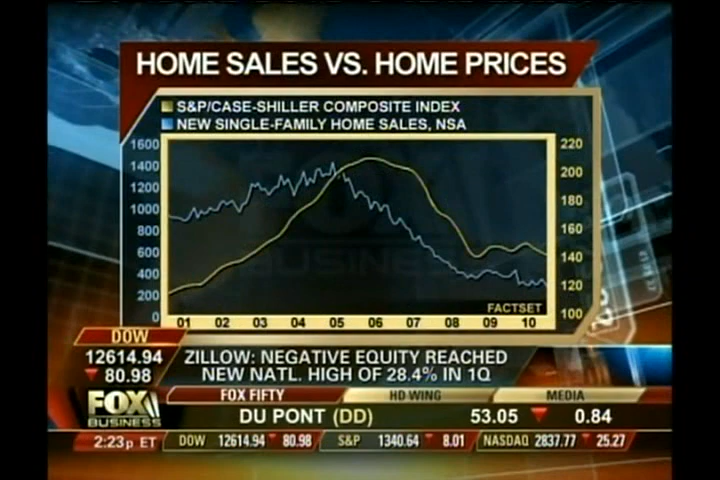 HOME SALES VS. HOME PRICES
S&P/CASE-SHILLER COMPOSITE INDEX
NEW SINGLE-FAMILY HOME SALES, NSA
1600
1400
1200
1000
800
600
400
200
0
220
200
180
160
140
120
100
FOX
BUSINESS
FACTSET
01 02 03 04 05 06 07 08 09 10
DOW
12614.94
80.98
ZILLOW: NEGATIVE EQUITY REACHED
NEW NATL. HIGH OF 28.4% IN 1Q
FOX FIFTY HD WING MEDIA
FOX
BUSINESS
DU PONT (DD) 53.05 0.84
2:23p ET DOW 12614.94 80.98 S&P 1340.64 8.01 NASDAQ 2837.77 25.27